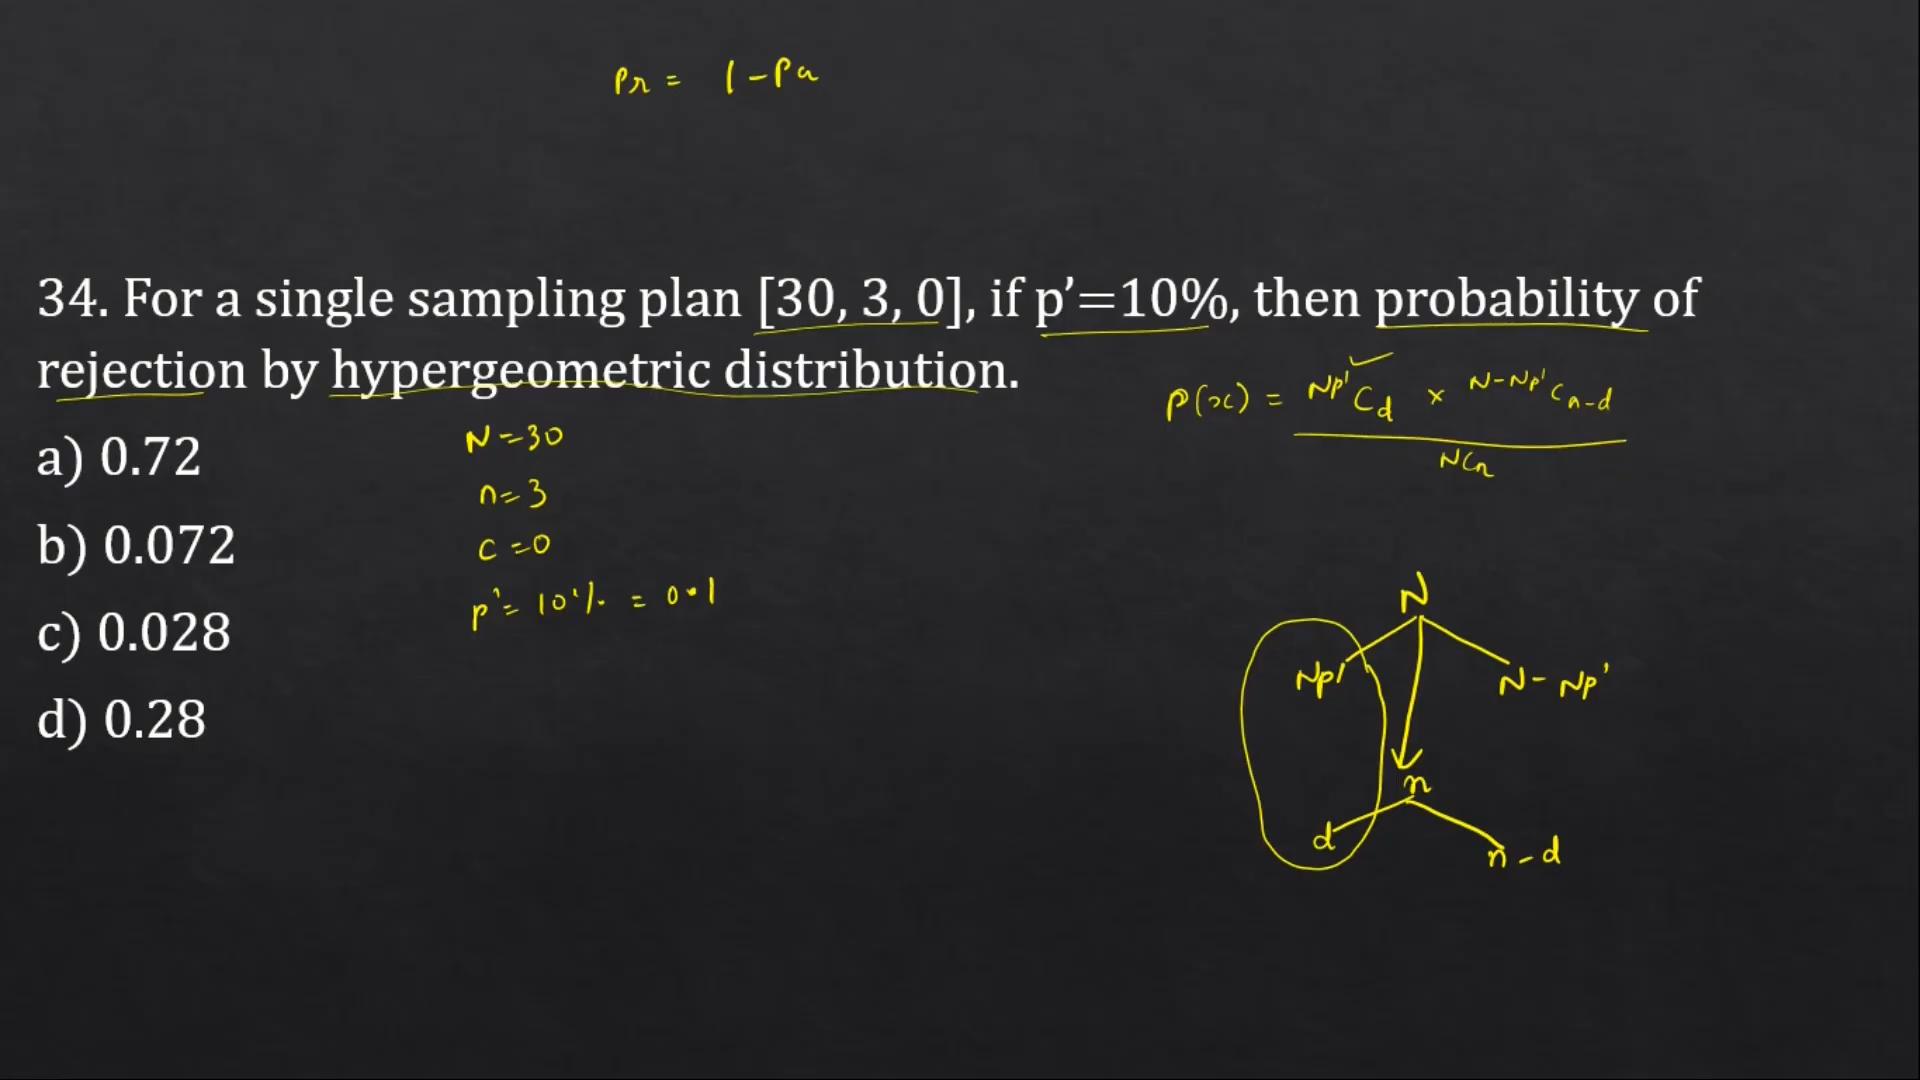 Pr = 1 - Pa
34. For a single sampling plan [30, 3, 0], if p’=10%, then probability of
rejection by hypergeometric distribution.
P(x) = Np'Cd × N-Np'Cn-d
NCn
a) 0.72
N = 30
n = 3
b) 0.072
c = 0
p' = 10% = 0.1
c) 0.028
d) 0.28
N
Np' N - Np'
n
d n - d